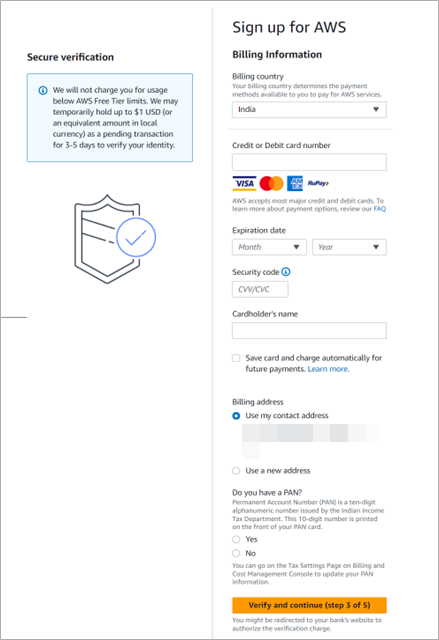 Sign up for AWS
Secure verification
We will not charge you for usage
below AWS Free Tier limits. We may
temporarily hold up to $1 USD (or
an equivalent amount in local
currency) as a pending transaction
for 3-5 days to verify your identity.
Billing Information
Billing country
Your billing country determines the payment
methods available to you to pay for AWS services.
India
Credit or Debit card number
VISA AM EX RuPay
AWS accepts most major credit and debit cards. To
learn more about payment options, review our FAQ
Expiration date
Month Year
Security code
CVV/CVC
Cardholder's name
Save card and charge automatically for
future payments. Learn more.
Billing address
Use my contact address
Use a new address
Do you have a PAN?
Permanent Account Number (PAN) is a ten-digit
alphanumeric number issued by the Indian Income
Tax Department. This 10-digit number is printed
on the front of your PAN card.
Yes
No
You can go on the Tax Settings Page on Billing and
Cost Management Console to update your PAN
information.
Verify and continue (step 3 of 5)
You might be redirected to your bank's website to
authorize the verification charge.